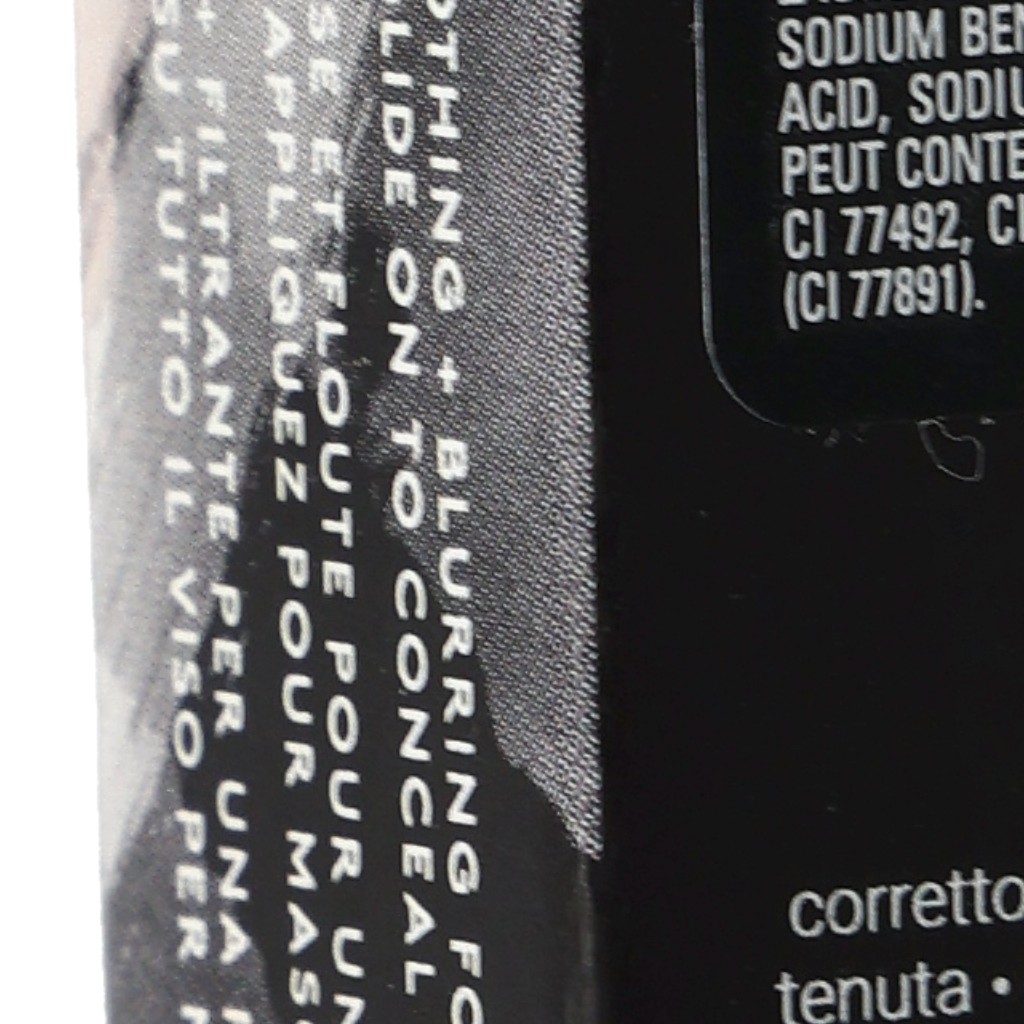 OTHING + BLURRING FO
LIDE ON TO CONCEAL
SE ET FLOUTE POUR UN
APPLIQUEZ POUR MAS
+ FILTRANTE PER UNA
SU TUTTO IL VISO PER
SODIUM BEN
ACID, SODIU
PEUT CONTE
CI 77492, CI
(CI 77891).
corretto
tenuta •